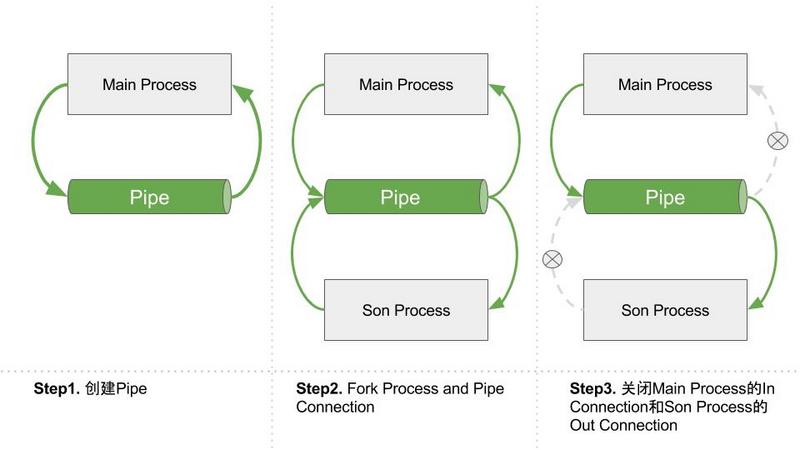 Main Process
Pipe
Main Process
Pipe
Son Process
Main Process
Pipe
Son Process
Step1. 创建Pipe
Step2. Fork Process and Pipe
Connection
Step3. 关闭Main Process的In
Connection和Son Process的
Out Connection